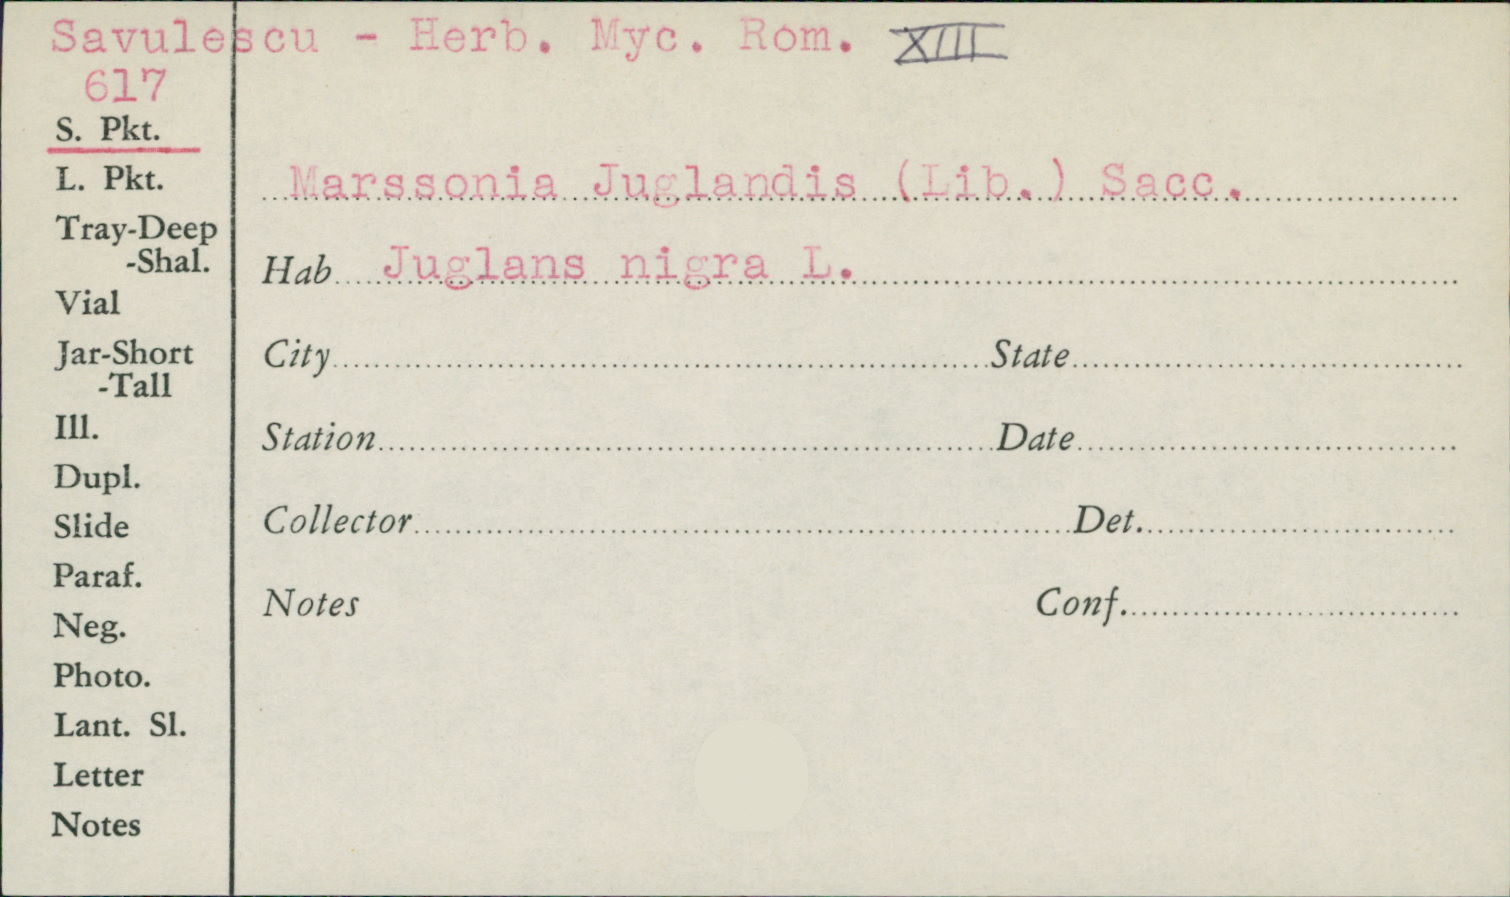 Savulescu - Herb. Myc. Rom. XIII
617
S. Pkt.
L. Pkt.
Tray-Deep
-Shal.
Vial
Jar-Short
-Tall
Ill.
Dupl.
Slide
Paraf.
Neg.
Photo.
Lant. Sl.
Letter
Notes
Marssonia Juglandis (Lib.) Sacc.
Hab Juglans nigra L.
City State
Station Date
Collector Det.
Notes Conf.